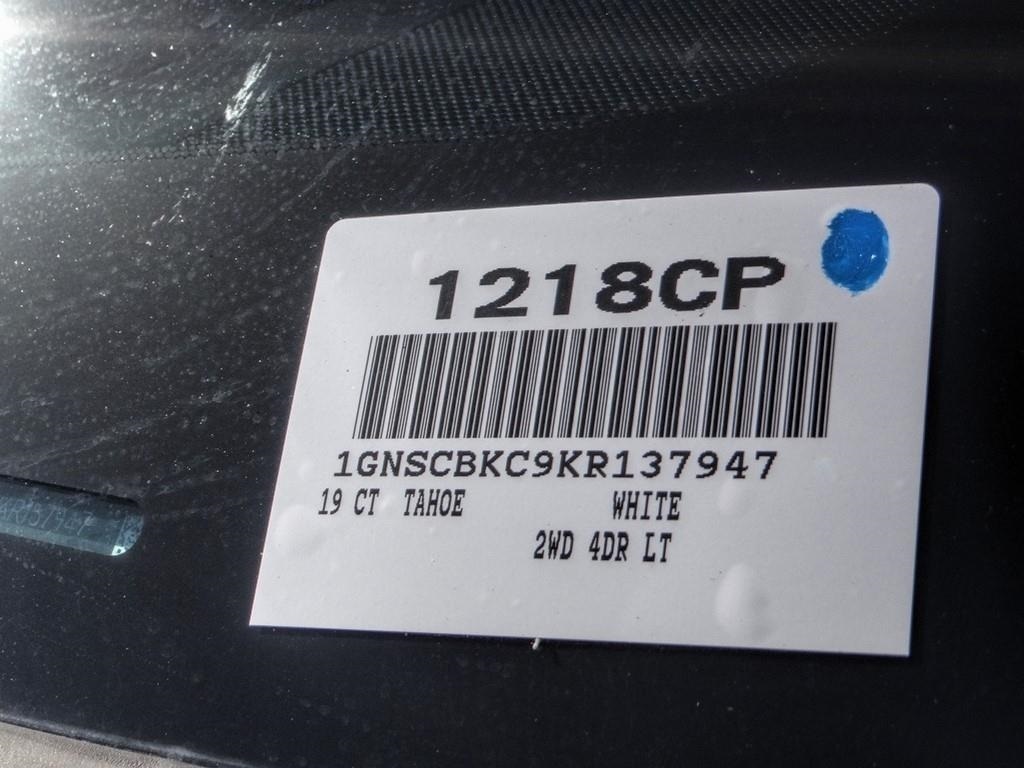 1218CP
1GNSCBKC9KR137947
19 CT TAHOE WHITE
2WD 4DR LT